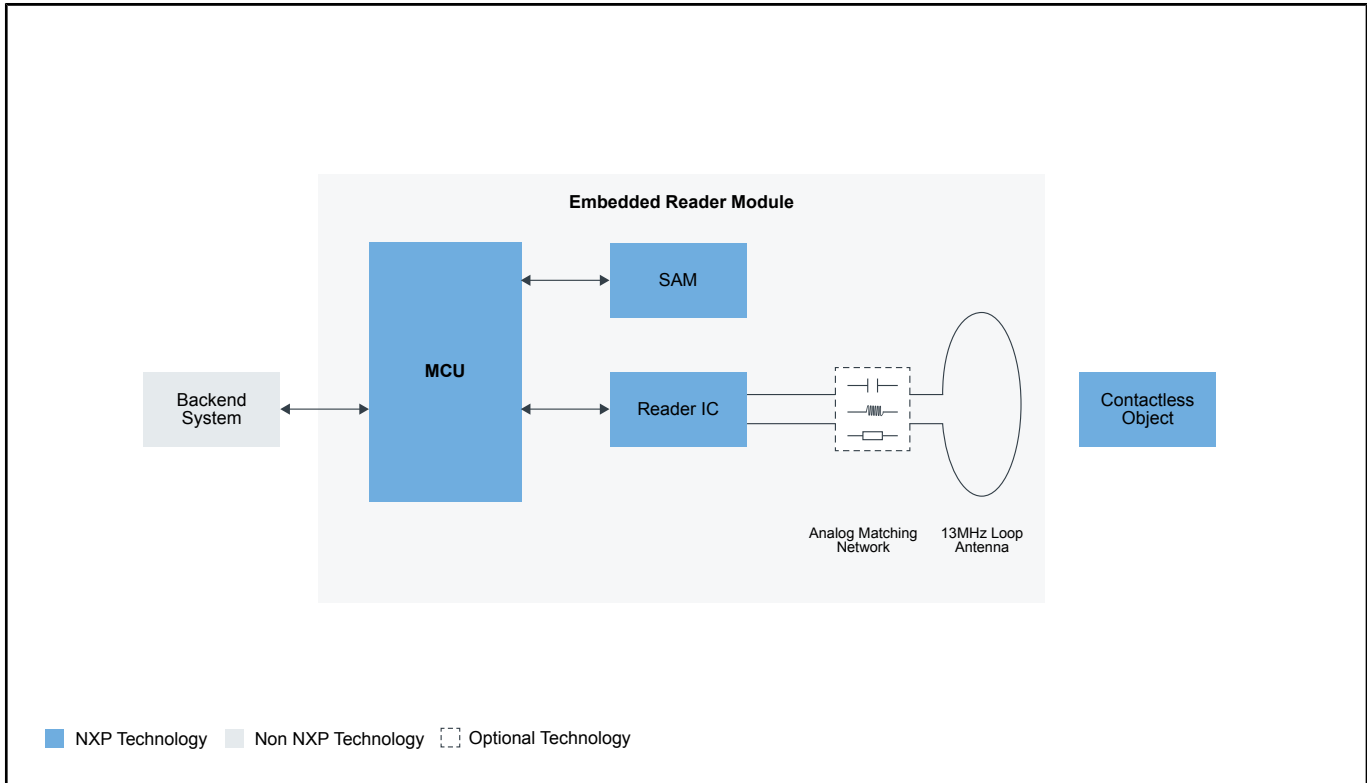 Embedded Reader Module
SAM
MCU
Backend
System
Reader IC
Contactless
Object
Analog Matching
Network
13MHz Loop
Antenna
NXP Technology
Non NXP Technology
Optional Technology